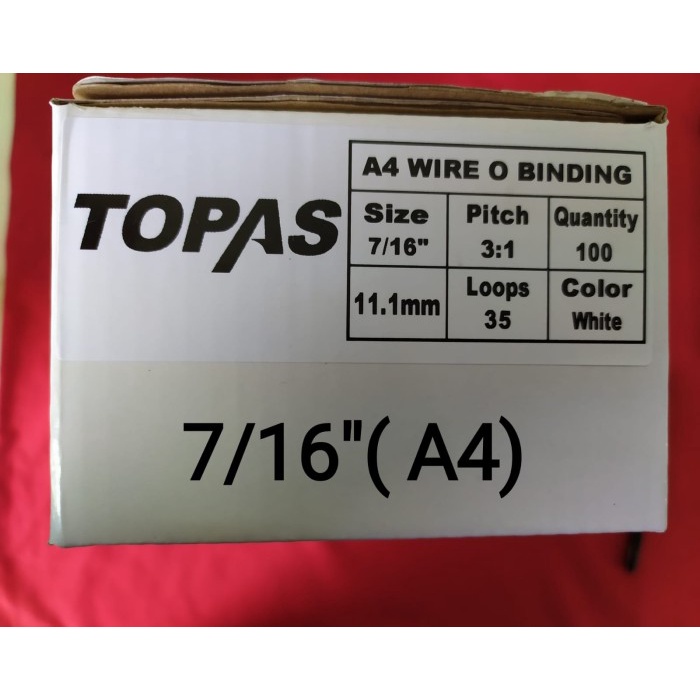 TOPAS
A4 WIRE O BINDING
Size Pitch Quantity
7/16" 3:1 100
11.1mm Loops Color
35 White
7/16"( A4)